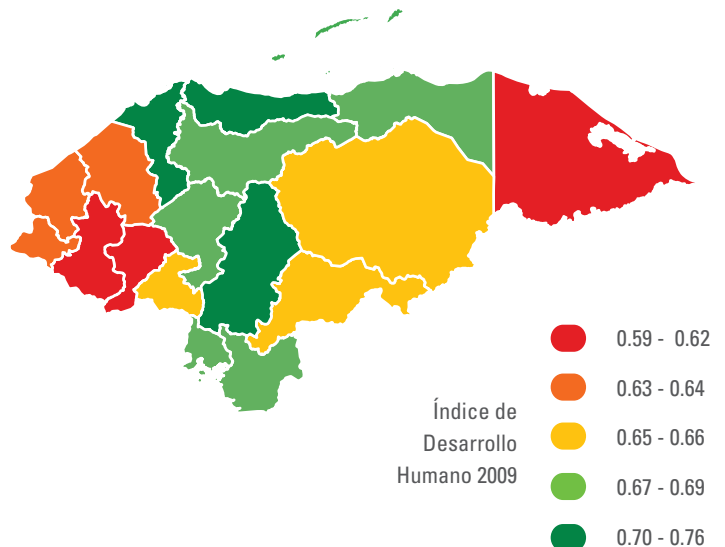 Índice de
Desarrollo
Humano 2009
0.59 - 0.62
0.63 - 0.64
0.65 - 0.66
0.67 - 0.69
0.70 - 0.76